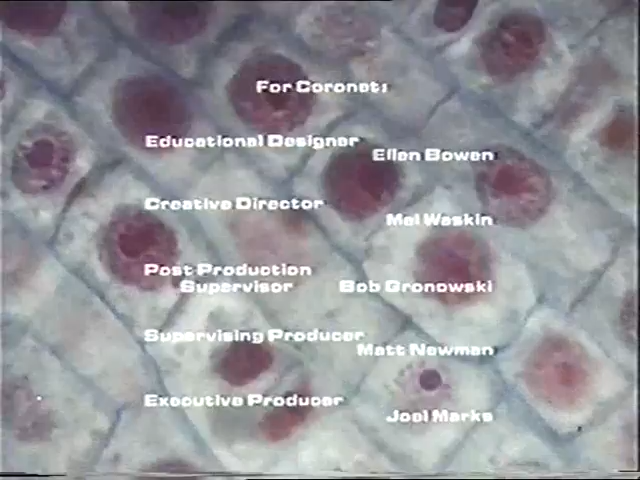 For Coronet:
Educational Designer
Ellen Bowen
Creative Director
Mel Waskin
Post Production
Supervisor Bob Gronowski
Supervising Producer
Matt Newman
Executive Producer
Joel Marks